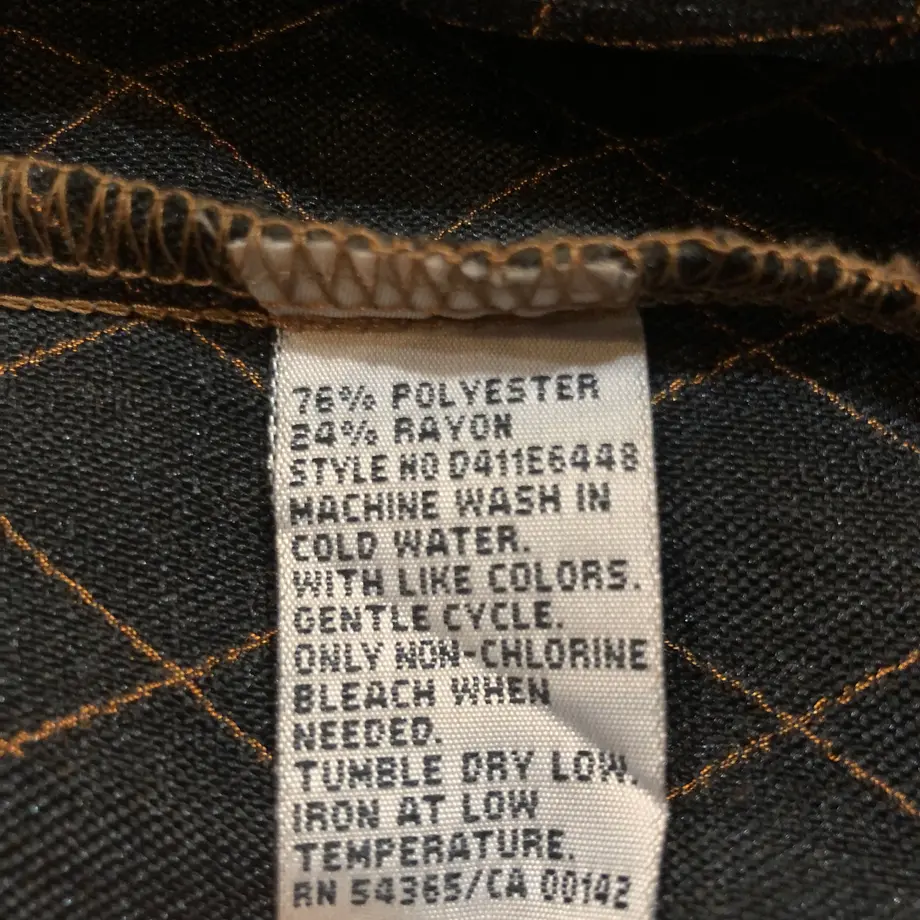 76% POLYESTER
24% RAYON
STYLE NO D411E6448
MACHINE WASH IN
COLD WATER.
WITH LIKE COLORS.
GENTLE CYCLE.
ONLY NON-CHLORINE
BLEACH WHEN
NEEDED.
TUMBLE DRY LOW.
IRON AT LOW
TEMPERATURE.
RN 54365/CA 00142